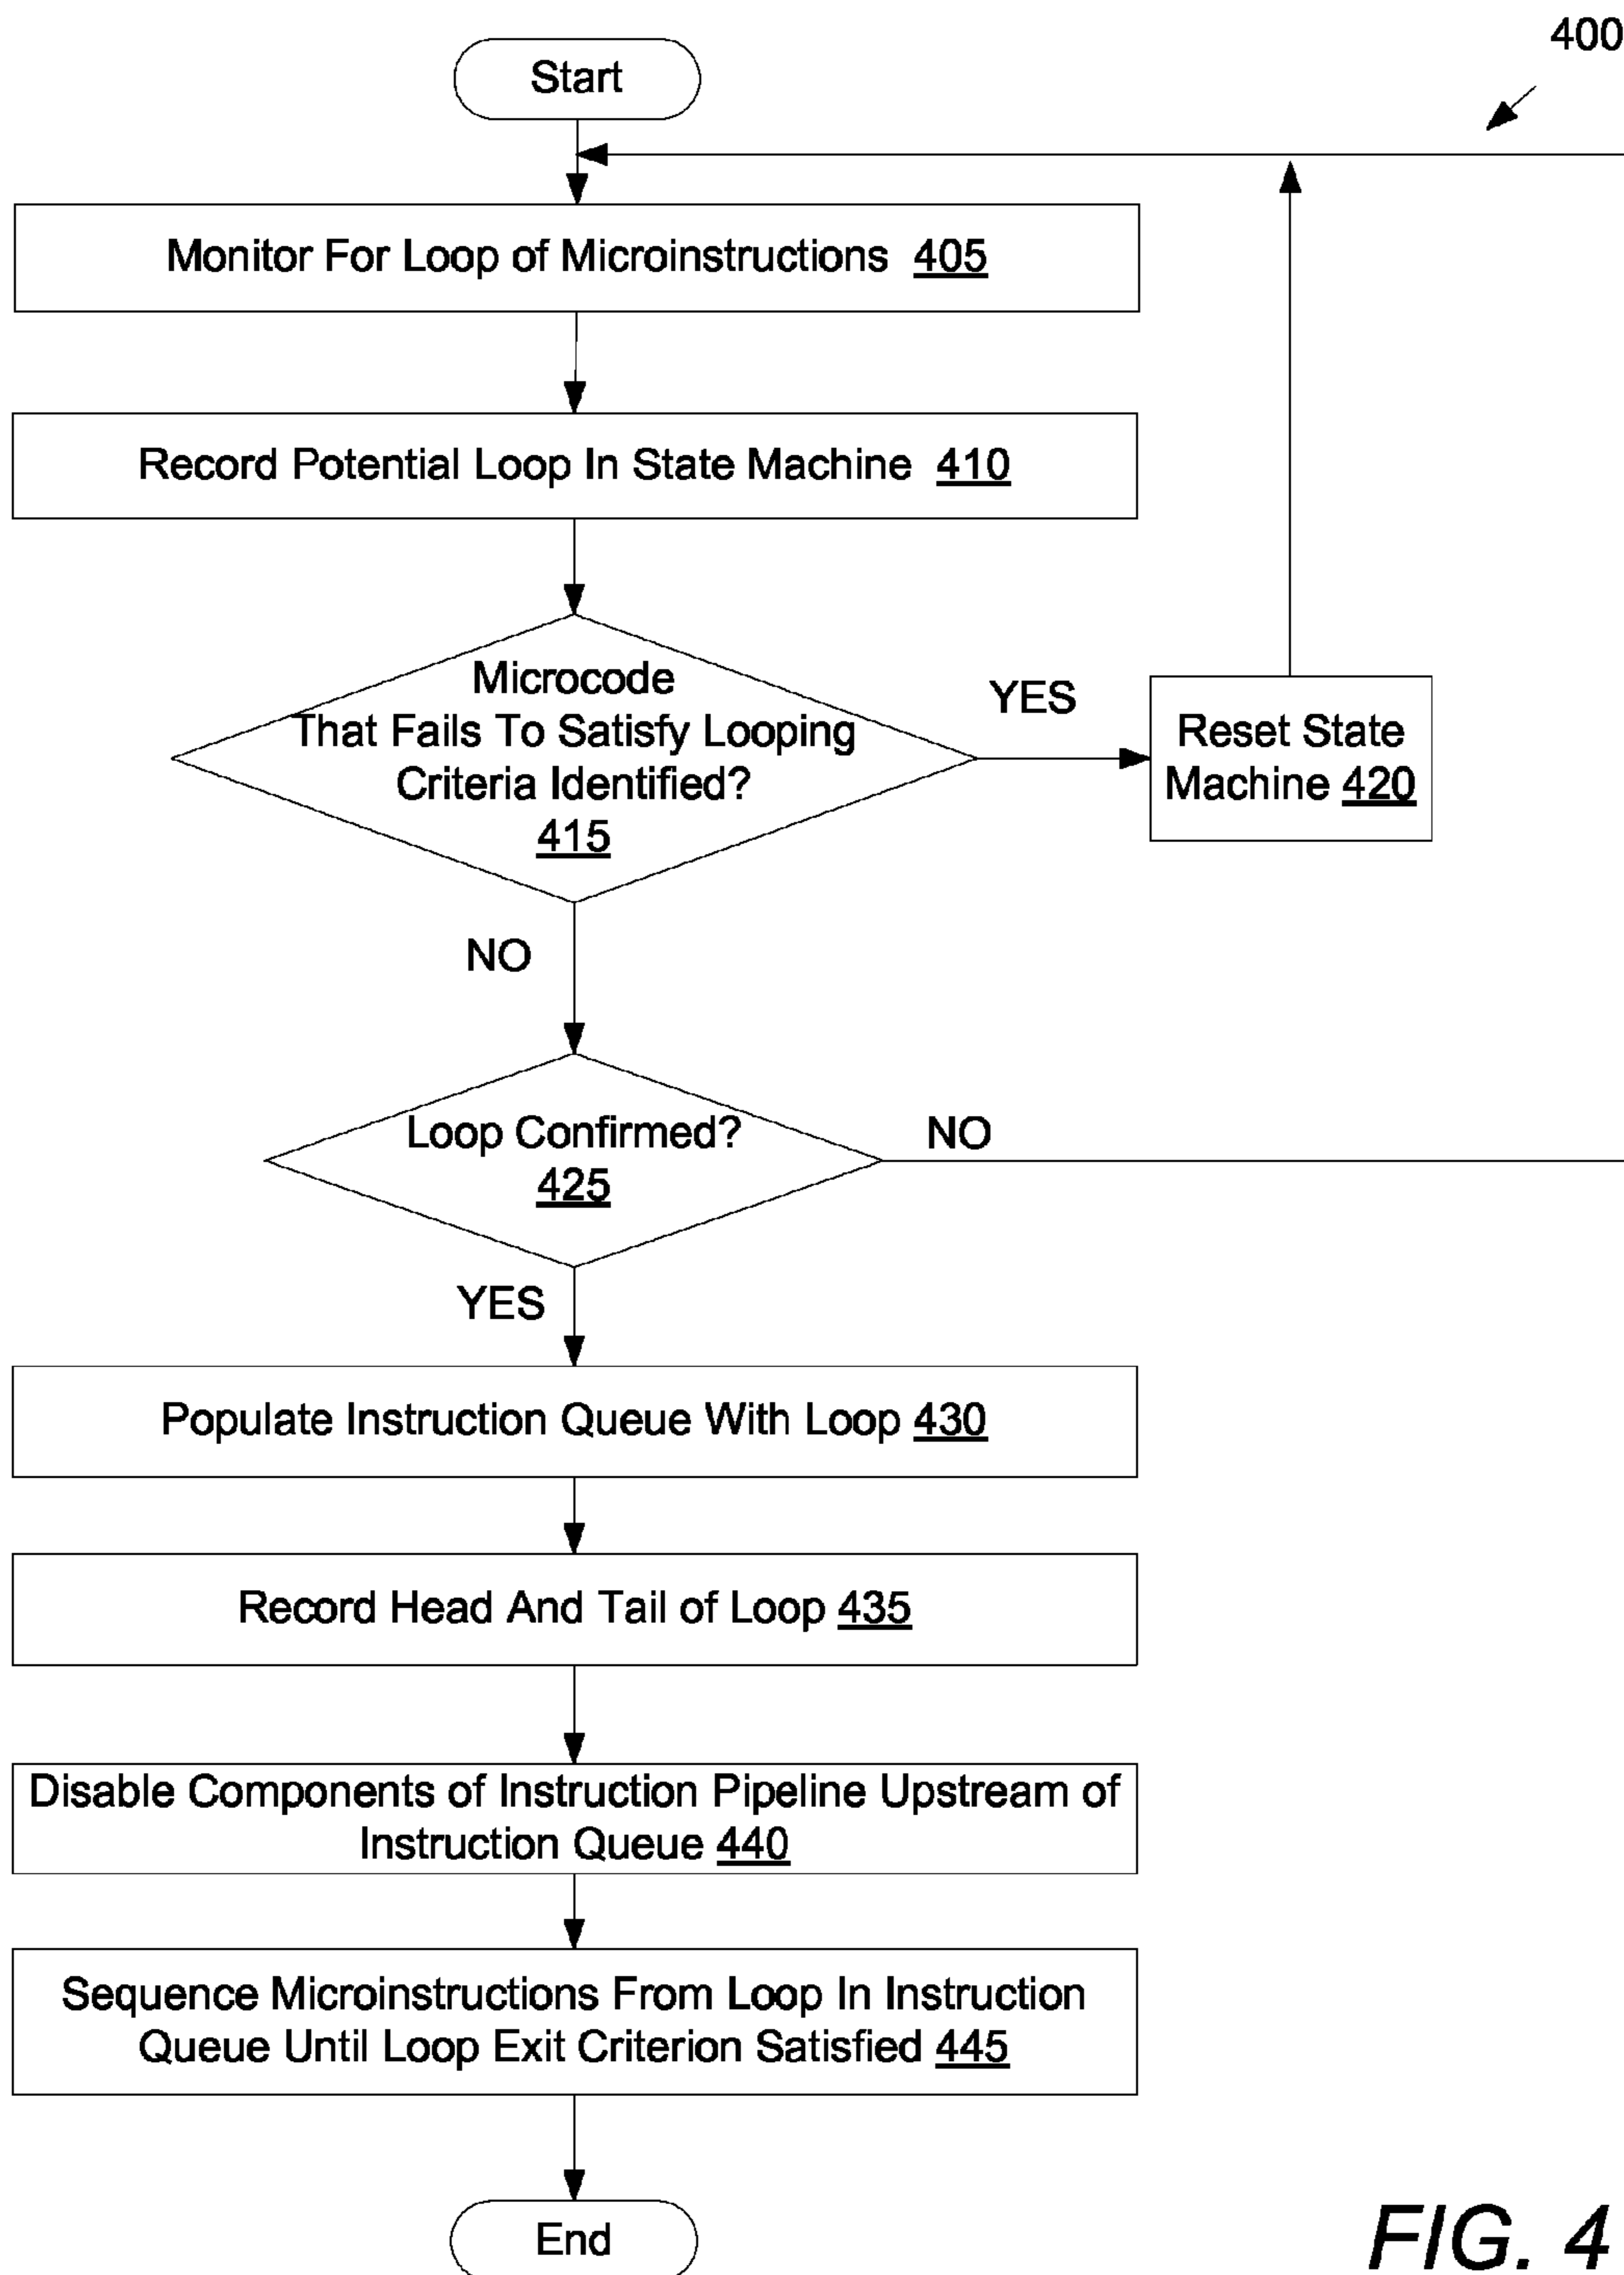 400
Start
Monitor For Loop of Microinstructions 405
Record Potential Loop In State Machine 410
Microcode
That Fails To Satisfy Looping
Criteria Identified?
415
YES
Reset State
Machine 420
NO
Loop Confirmed?
425
NO
YES
Populate Instruction Queue With Loop 430
Record Head And Tail of Loop 435
Disable Components of Instruction Pipeline Upstream of
Instruction Queue 440
Sequence Microinstructions From Loop In Instruction
Queue Until Loop Exit Criterion Satisfied 445
End
FIG. 4